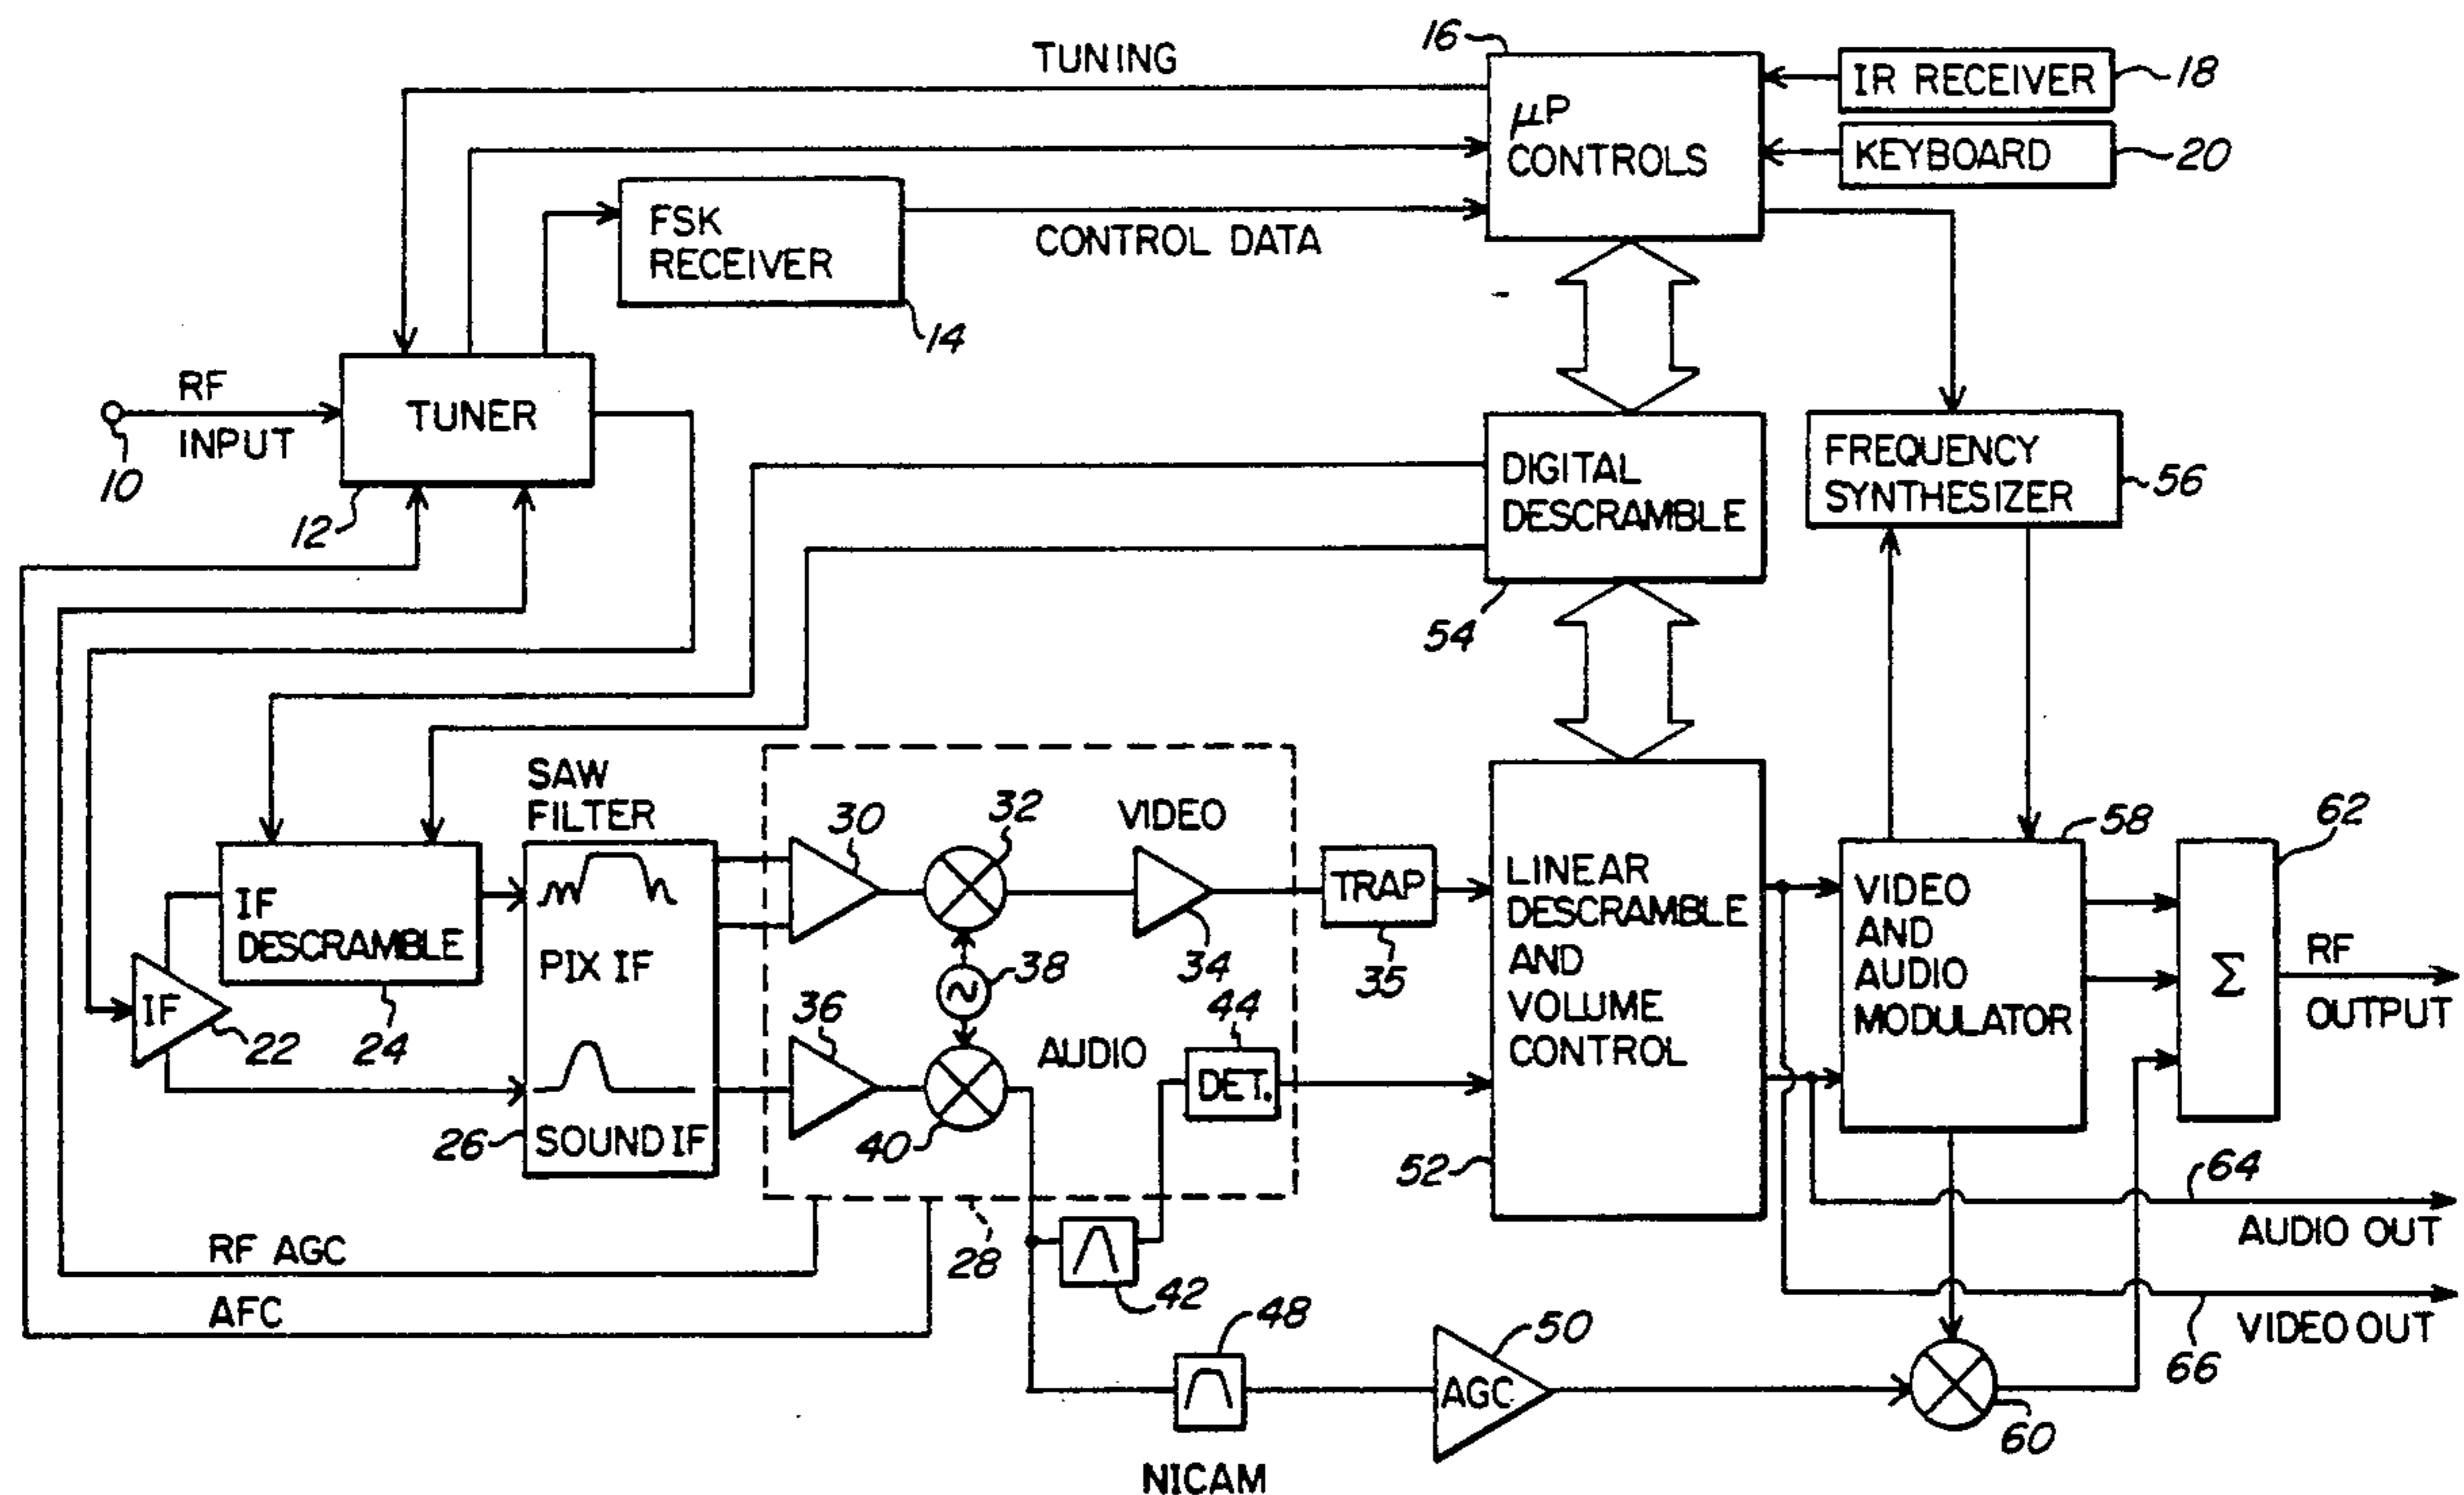 TUNING
16
µP
CONTROLS
IR RECEIVER
18
KEYBOARD
20
FSK
RECEIVER
14
CONTROL DATA
RF
INPUT
10
TUNER
12
DIGITAL
DESCRAMBLE
54
FREQUENCY
SYNTHESIZER
56
SAW
FILTER
IF
DESCRAMBLE
24
IF
22
PIX IF
SOUND IF
26
30
32
VIDEO
34
38
36
40
AUDIO
44
DET.
28
TRAP
35
LINEAR
DESCRAMBLE
AND
VOLUME
CONTROL
52
VIDEO
AND
AUDIO
MODULATOR
58
62
Σ
RF
OUTPUT
64
AUDIO OUT
66
VIDEO OUT
RF AGC
AFC
42
48
NICAM
50
AGC
60